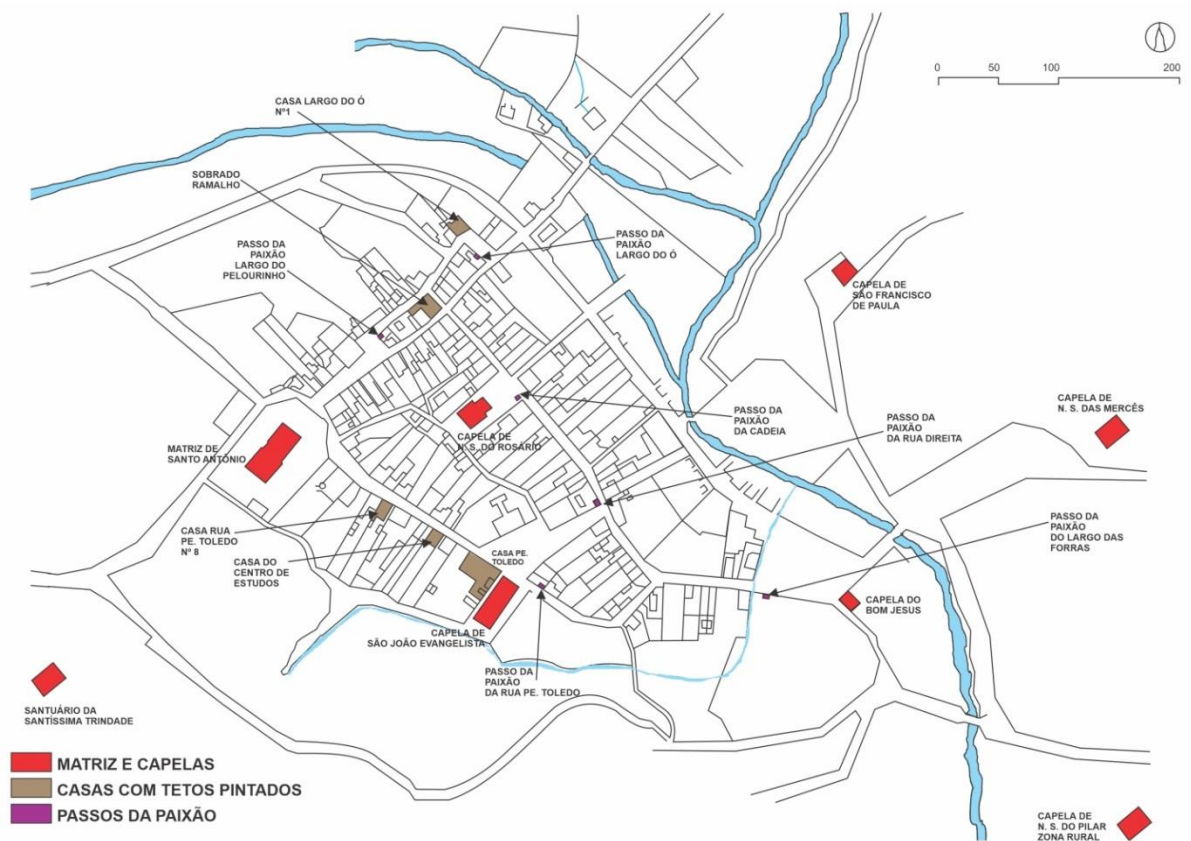 0 50 100 200
CASA LARGO DO Ó
Nº1
SOBRADO
RAMALHO
PASSO DA
PAIXÃO
LARGO DO
PELOURINHO
PASSO DA
PAIXÃO
LARGO DO Ó
CAPELA DE
SÃO FRANCISCO
DE PAULA
CAPELA DE
N. S. DAS MERCÊS
PASSO DA
PAIXÃO
DA CADEIA
PASSO DA
PAIXÃO
DA RUA DIREITA
MATRIZ DE
SANTO ANTÔNIO
CAPELA DE
N. S. DO ROSÁRIO
CASA RUA
PE. TOLEDO
Nº 8
CASA DO
CENTRO DE
ESTUDOS
CASA PE.
TOLEDO
PASSO DA
PAIXÃO
DO LARGO DAS
FORRAS
CAPELA DO
BOM JESUS
CAPELA DE
SÃO JOÃO EVANGELISTA
PASSO DA
PAIXÃO
DA RUA PE. TOLEDO
SANTUÁRIO DA
SANTÍSSIMA TRINDADE
MATRIZ E CAPELAS
CASAS COM TETOS PINTADOS
PASSOS DA PAIXÃO
CAPELA DE
N. S. DO PILAR
ZONA RURAL